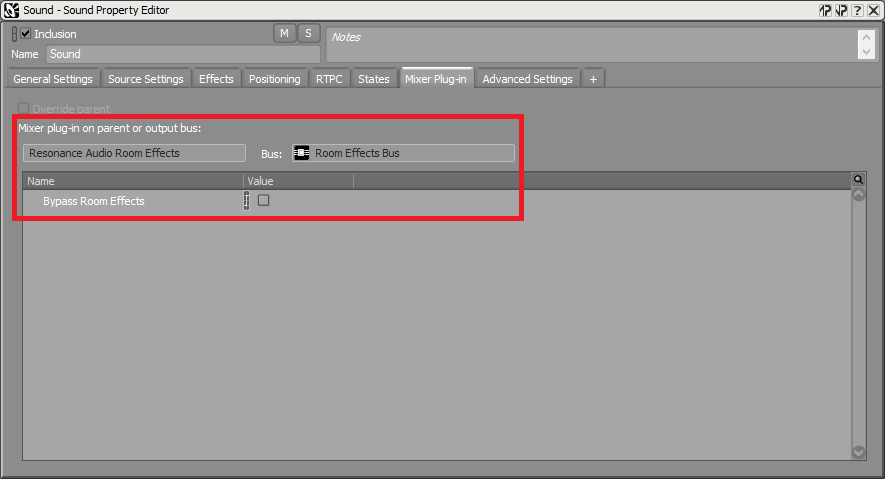 Sound - Sound Property Editor
Inclusion
M S
Notes
Name Sound
General Settings Source Settings Effects Positioning RTPC States Mixer Plug-in Advanced Settings +
Override parent
Mixer plug-in on parent or output bus:
Resonance Audio Room Effects Bus: Room Effects Bus
Name Value
Bypass Room Effects